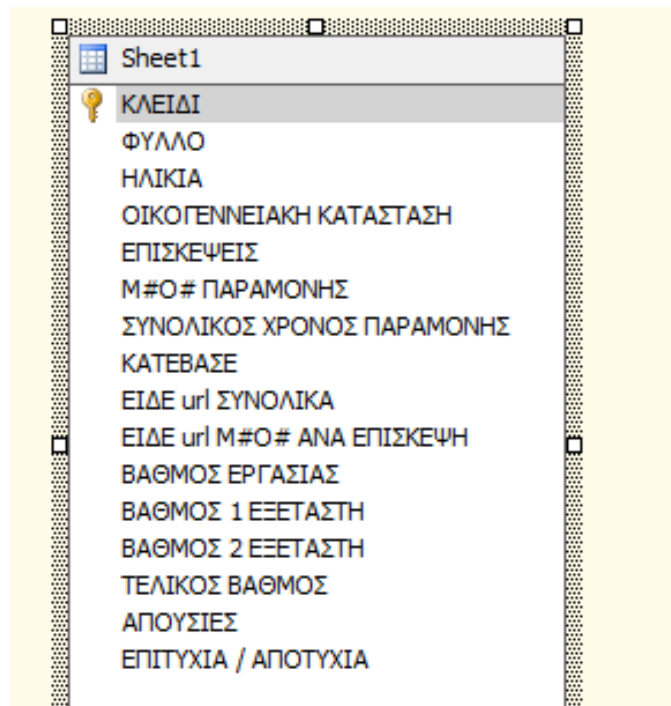 Sheet1
ΚΛΕΙΔΙ
ΦΥΛΛΟ
ΗΛΙΚΙΑ
ΟΙΚΟΓΕΝΝΕΙΑΚΗ ΚΑΤΑΣΤΑΣΗ
ΕΠΙΣΚΕΨΕΙΣ
Μ#Ο# ΠΑΡΑΜΟΝΗΣ
ΣΥΝΟΛΙΚΟΣ ΧΡΟΝΟΣ ΠΑΡΑΜΟΝΗΣ
ΚΑΤΕΒΑΣΕ
ΕΙΔΕ url ΣΥΝΟΛΙΚΑ
ΕΙΔΕ url Μ#Ο# ΑΝΑ ΕΠΙΣΚΕΨΗ
ΒΑΘΜΟΣ ΕΡΓΑΣΙΑΣ
ΒΑΘΜΟΣ 1 ΕΞΕΤΑΣΤΗ
ΒΑΘΜΟΣ 2 ΕΞΕΤΑΣΤΗ
ΤΕΛΙΚΟΣ ΒΑΘΜΟΣ
ΑΠΟΥΣΙΕΣ
ΕΠΙΤΥΧΙΑ / ΑΠΟΤΥΧΙΑ